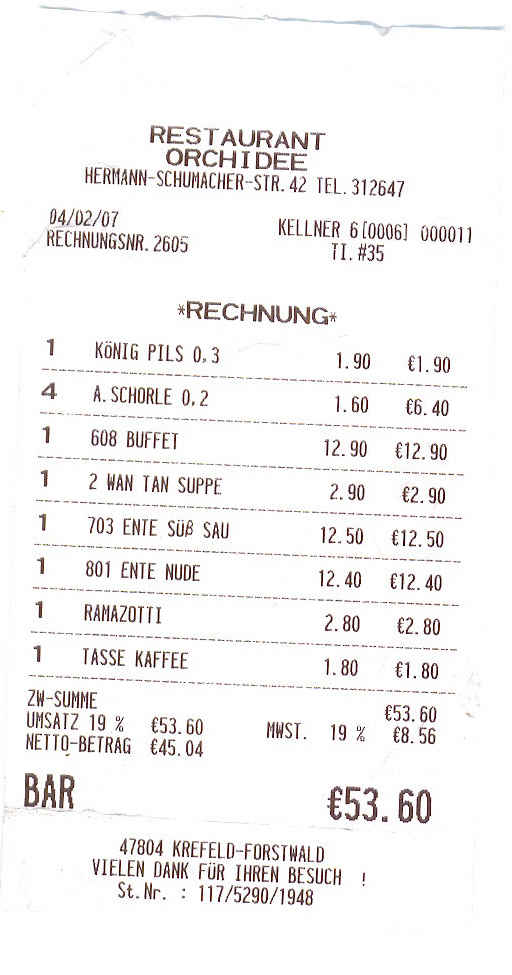 RESTAURANT
ORCHIDEE
HERMANN-SCHUMACHER-STR. 42 TEL. 312647
04/02/07 KELLNER 6[0006] 000011
RECHNUNGSNR. 2605 TI. #35
*RECHNUNG*
1 KÖNIG PILS 0,3 1.90 €1.90
4 A.SCHORLE 0,2 1.60 €6.40
1 608 BUFFET 12.90 €12.90
1 2 WAN TAN SUPPE 2.90 €2.90
1 703 ENTE SÜß SAU 12.50 €12.50
1 801 ENTE NUDE 12.40 €12.40
1 RAMAZOTTI 2.80 €2.80
1 TASSE KAFFEE 1.80 €1.80
ZW-SUMME €53.60
UMSATZ 19 % €53.60 MWST. 19 % €8.56
NETTO-BETRAG €45.04
BAR €53.60
47804 KREFELD-FORSTWALD
VIELEN DANK FÜR IHREN BESUCH !
St.Nr. : 117/5290/1948